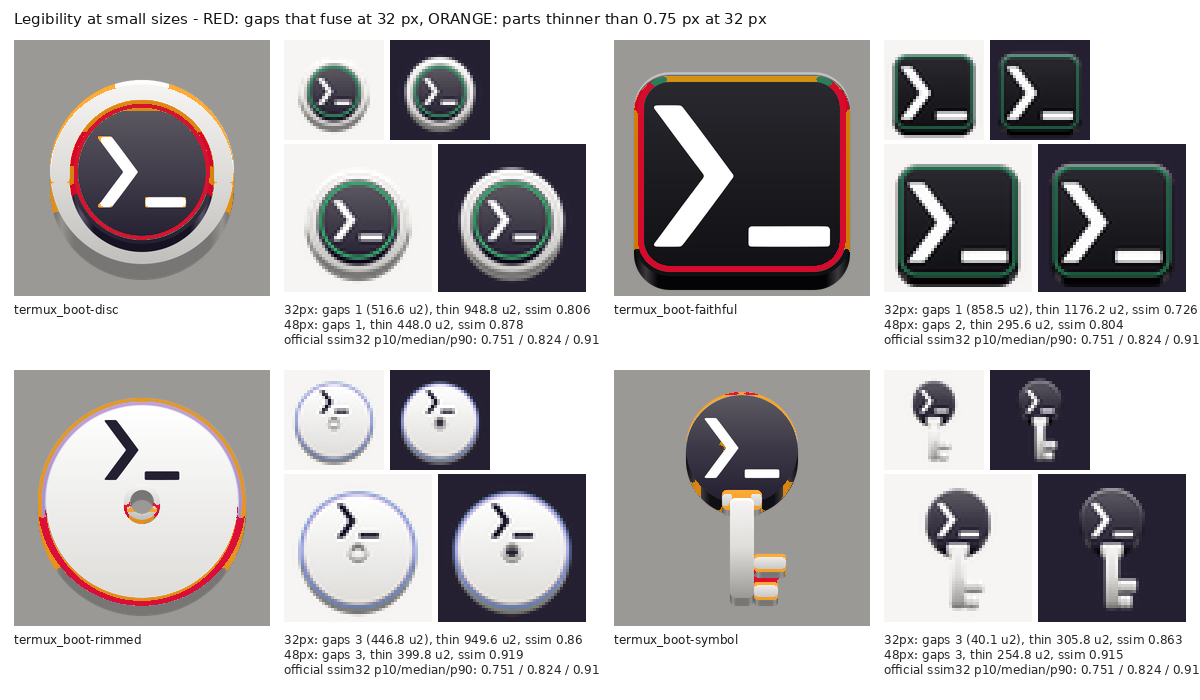 Legibility at small sizes - RED: gaps that fuse at 32 px, ORANGE: parts thinner than 0.75 px at 32 px
termux_boot-disc
32px: gaps 1 (516.6 u2), thin 948.8 u2, ssim 0.806
48px: gaps 1, thin 448.0 u2, ssim 0.878
official ssim32 p10/median/p90: 0.751 / 0.824 / 0.91
termux_boot-faithful
32px: gaps 1 (858.5 u2), thin 1176.2 u2, ssim 0.726
48px: gaps 2, thin 295.6 u2, ssim 0.804
official ssim32 p10/median/p90: 0.751 / 0.824 / 0.91
termux_boot-rimmed
32px: gaps 3 (446.8 u2), thin 949.6 u2, ssim 0.86
48px: gaps 3, thin 399.8 u2, ssim 0.919
official ssim32 p10/median/p90: 0.751 / 0.824 / 0.91
termux_boot-symbol
32px: gaps 3 (40.1 u2), thin 305.8 u2, ssim 0.863
48px: gaps 3, thin 254.8 u2, ssim 0.915
official ssim32 p10/median/p90: 0.751 / 0.824 / 0.91